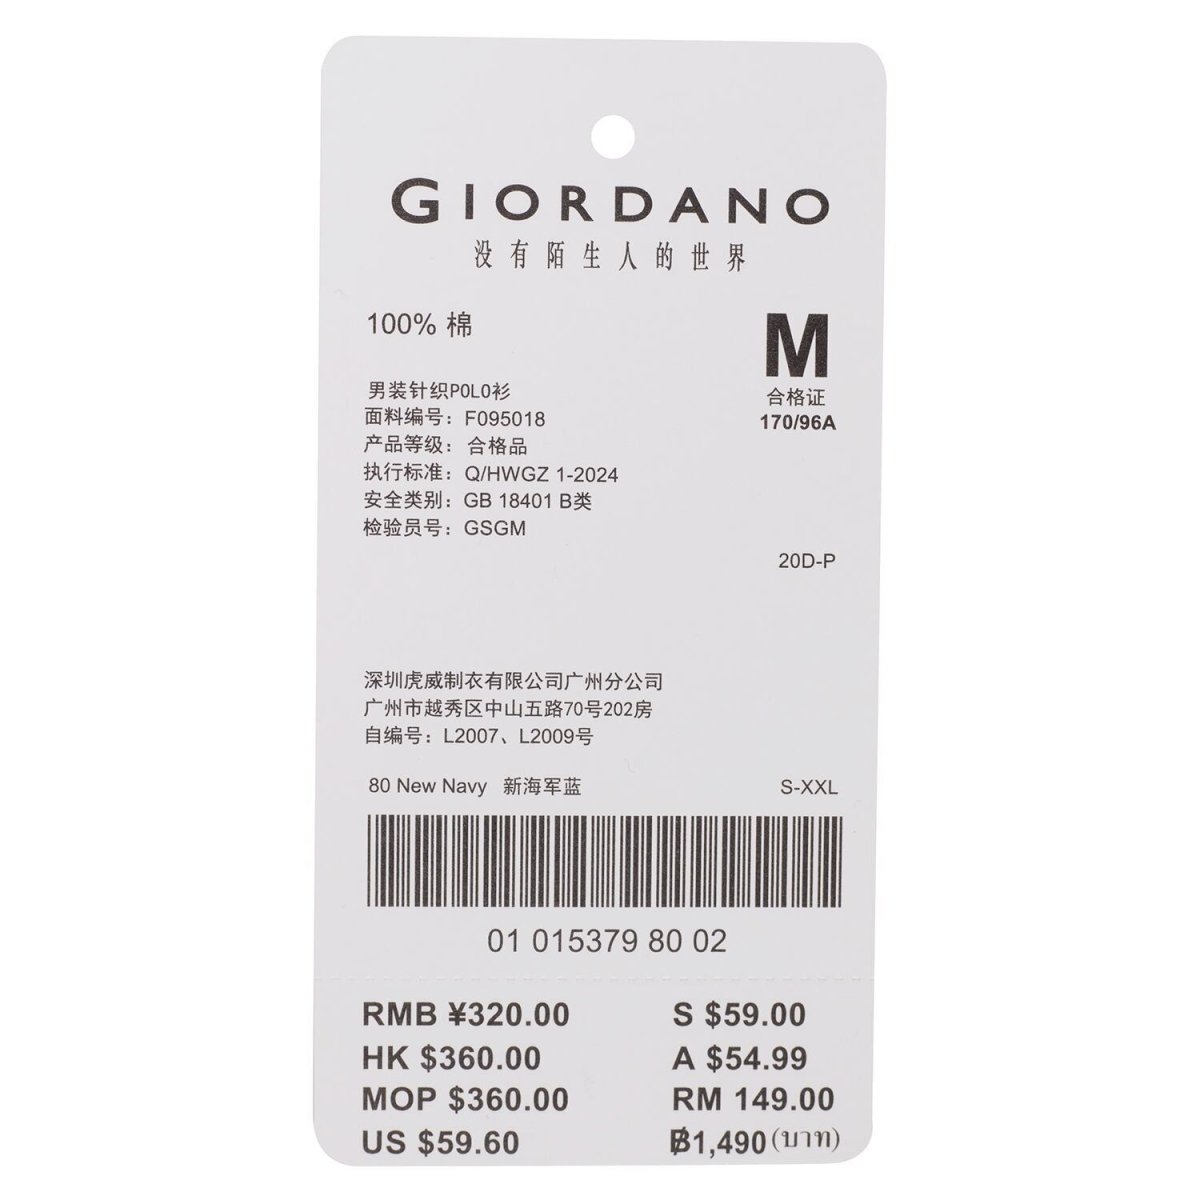 GIORDANO
没有陌生人的世界
100% 棉
M
合格证
170/96A
男装针织POLO衫
面料编号：F095018
产品等级：合格品
执行标准：Q/HWGZ 1-2024
安全类别：GB 18401 B类
检验员号：GSGM
20D-P
深圳虎威制衣有限公司广州分公司
广州市越秀区中山五路70号202房
自编号：L2007、L2009号
80 New Navy 新海军蓝 S-XXL
01 015379 80 02
RMB ¥320.00 S $59.00
HK $360.00 A $54.99
MOP $360.00 RM 149.00
US $59.60 ฿1,490 (บาท)